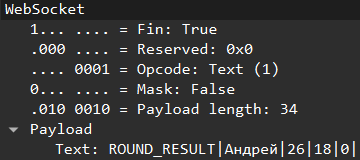 WebSocket
1... .... = Fin: True
.000 .... = Reserved: 0x0
.... 0001 = Opcode: Text (1)
0... .... = Mask: False
.010 0010 = Payload length: 34
Payload
Text: ROUND_RESULT|Андрей|26|18|0|